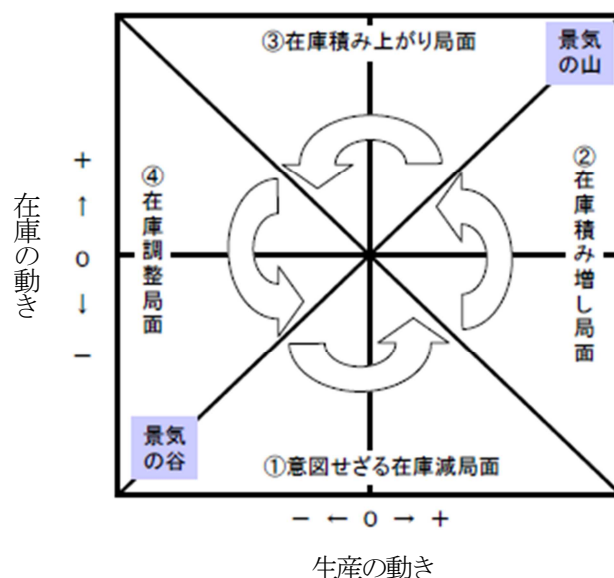 ③在庫積み上がり局面
景気
の山
在庫の動き
+
↑
0
↓
−
④在庫調整局面
②在庫積み増し局面
景気
の谷
①意図せざる在庫減局面
− ← 0 → +
生産の動き